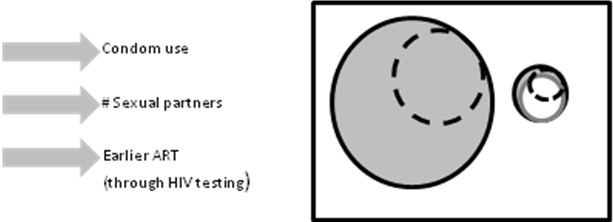 Condom use
# Sexual partners
Earlier ART
(through HIV testing)